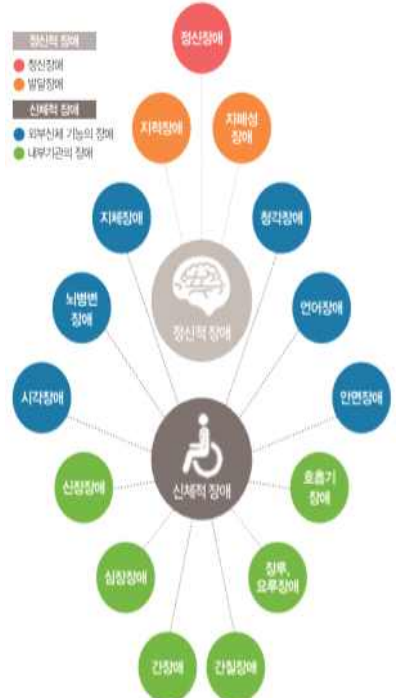 정신장애
정신적 장애
정신장애
발달장애
신체적 장애
외부신체 기능의 장애
내부기관의 장애
지적장애
자폐성
장애
지체장애
청각장애
뇌병변
장애
언어장애
정신적 장애
시각장애
안면장애
신체적 장애
신장장애
호흡기
장애
심장장애
장루,
요루장애
간장애
간질장애